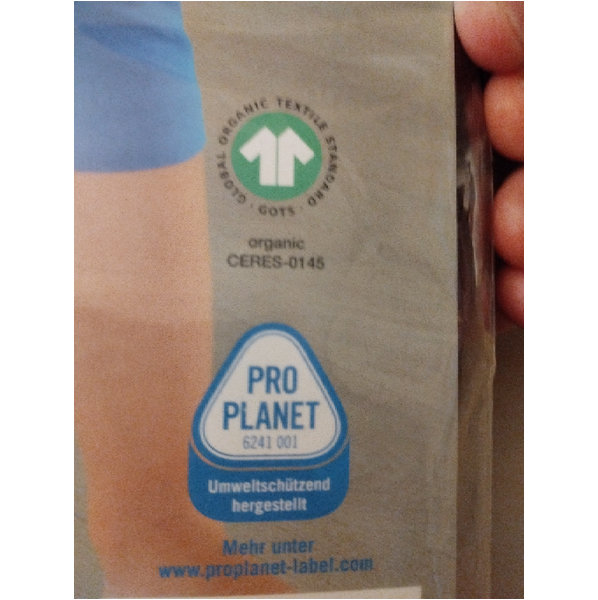 GLOBAL ORGANIC TEXTILE STANDARD
· GOTS ·
organic
CERES-0145
PRO
PLANET
6241 001
Umweltschützend
hergestellt
Mehr unter
www.proplanet-label.com